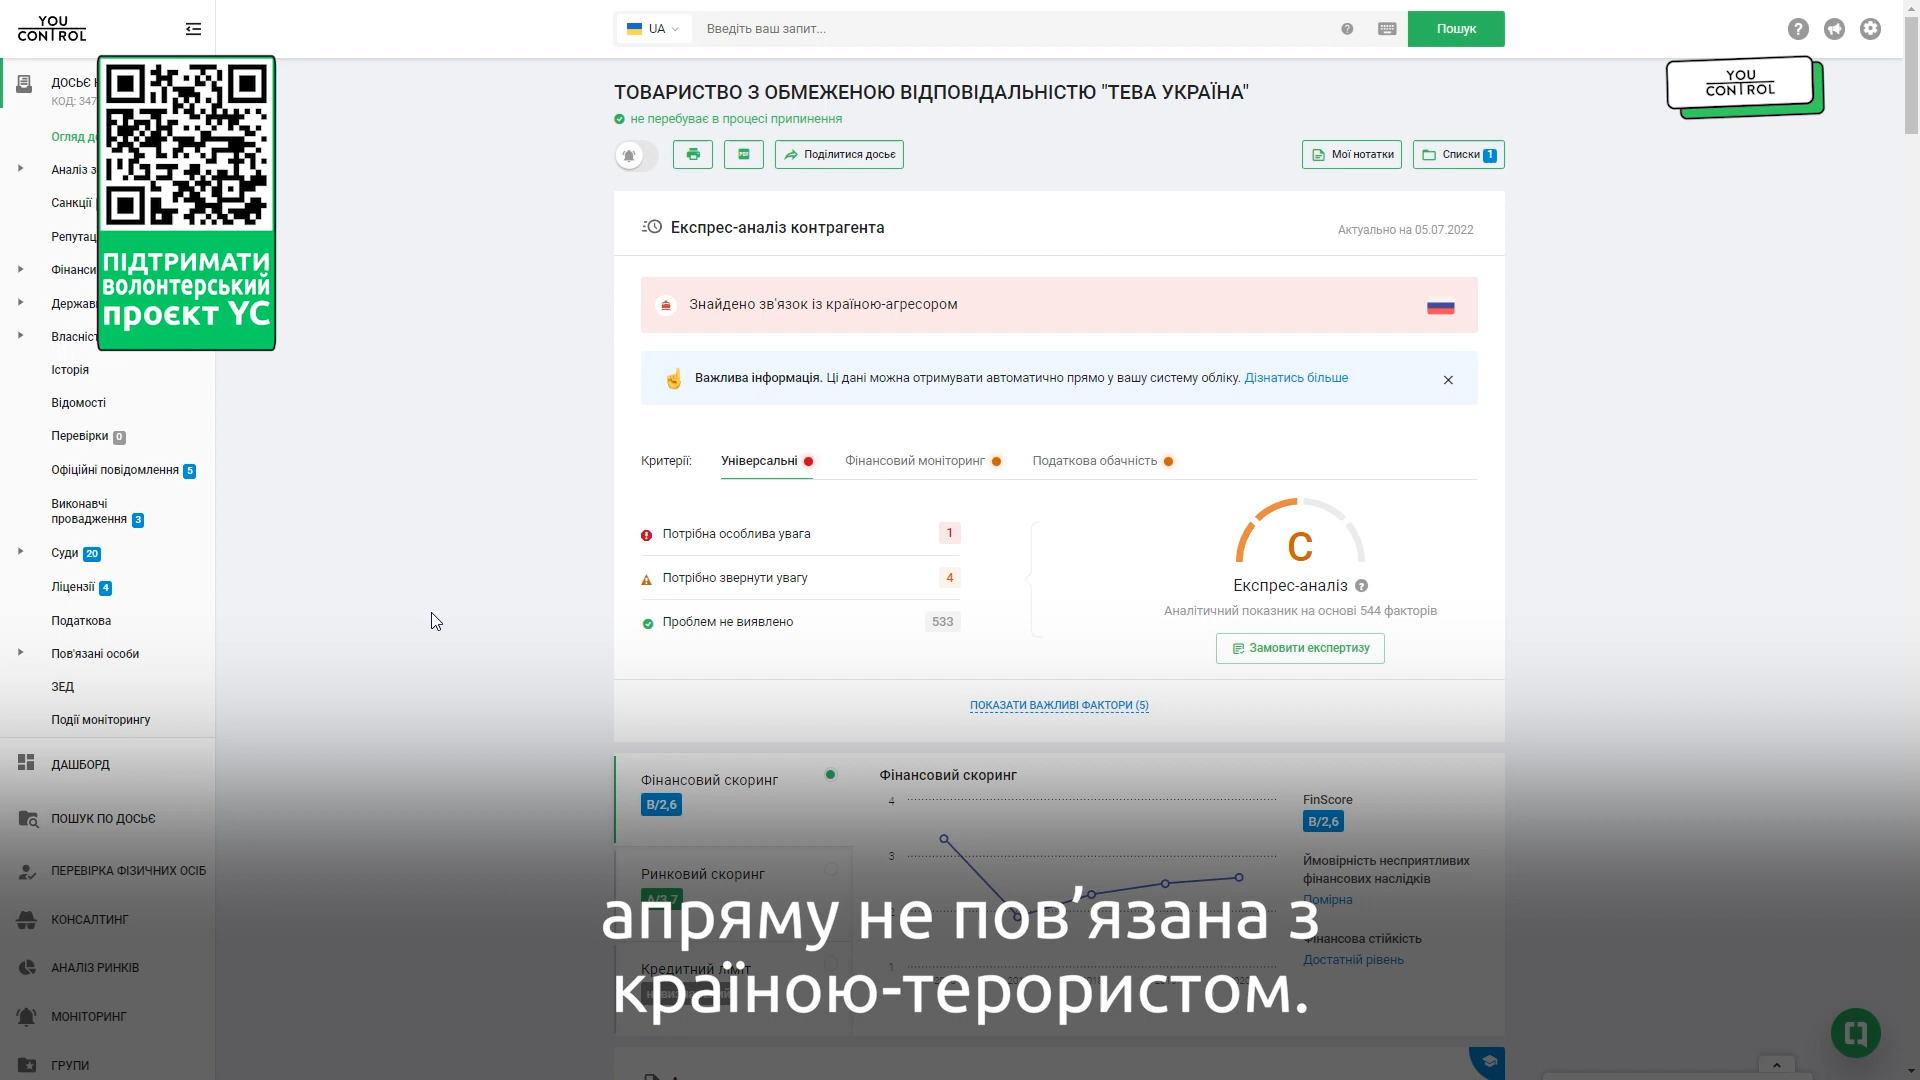 YOU
CONTROL
UA
Введіть ваш запит...
Пошук
YOU
CONTROL
ДОСЬЄ
КОД: 347
Огляд
Аналіз
Санкції
Фінанси
Історія
Відомості
Перевірки 0
Офіційні повідомлення 5
Виконавчі
провадження 3
Суди 20
Ліцензії 4
Податкова
Пов'язані особи
ЗЕД
Події моніторингу
ДАШБОРД
ПОШУК ПО ДОСЬЄ
ПЕРЕВІРКА ФІЗИЧНИХ ОСІБ
КОНСАЛТИНГ
АНАЛІЗ РИНКІВ
МОНІТОРИНГ
ГРУПИ
ПІДТРИМАТИ
волонтерський
проєкт YC
ТОВАРИСТВО З ОБМЕЖЕНОЮ ВІДПОВІДАЛЬНІСТЮ "ТЕВА УКРАЇНА"
не перебуває в процесі припинення
Поділитися досьє
Мої нотатки
Списки 1
Експрес-аналіз контрагента
Актуально на 05.07.2022
Знайдено зв'язок із країною-агресором
Важлива інформація. Ці дані можна отримувати автоматично прямо у вашу систему обліку. Дізнатись більше
Критерії: Універсальні Фінансовий моніторинг Податкова обачність
Потрібна особлива увага 1
Потрібно звернути увагу 4
Проблем не виявлено 533
C
Експрес-аналіз
Аналітичний показник на основі 544 факторів
Замовити експертизу
ПОКАЗАТИ ВАЖЛИВІ ФАКТОРИ (5)
Фінансовий скоринг
B/2,6
Ринковий скоринг
A/3,7
Кредитний ліміт
Фінансовий скоринг
4
3
1
FinScore
B/2,6
Ймовірність несприятливих
фінансових наслідків
Помірна
Фінансова стійкість
Достатній рівень
апряму не пов’язана з
країною-терористом.